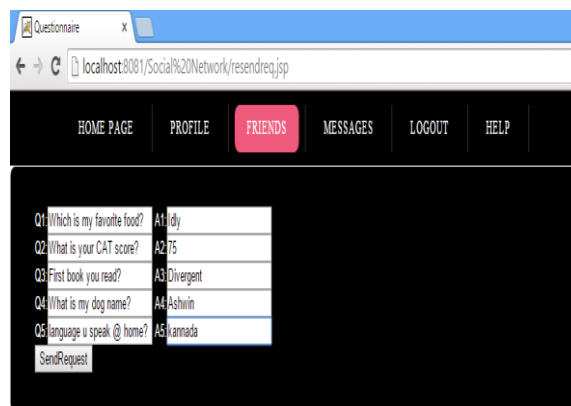 Questionnaire x
localhost:8081/Social%20Network/resendreq.jsp
HOME PAGE PROFILE FRIENDS MESSAGES LOGOUT HELP
Q1: Which is my favorite food? A1: Idly
Q2: What is your CAT score? A2: 75
Q3: First book you read? A3: Divergent
Q4: What is my dog name? A4: Ashwin
Q5: language u speak @ home? A5: kannada
SendRequest